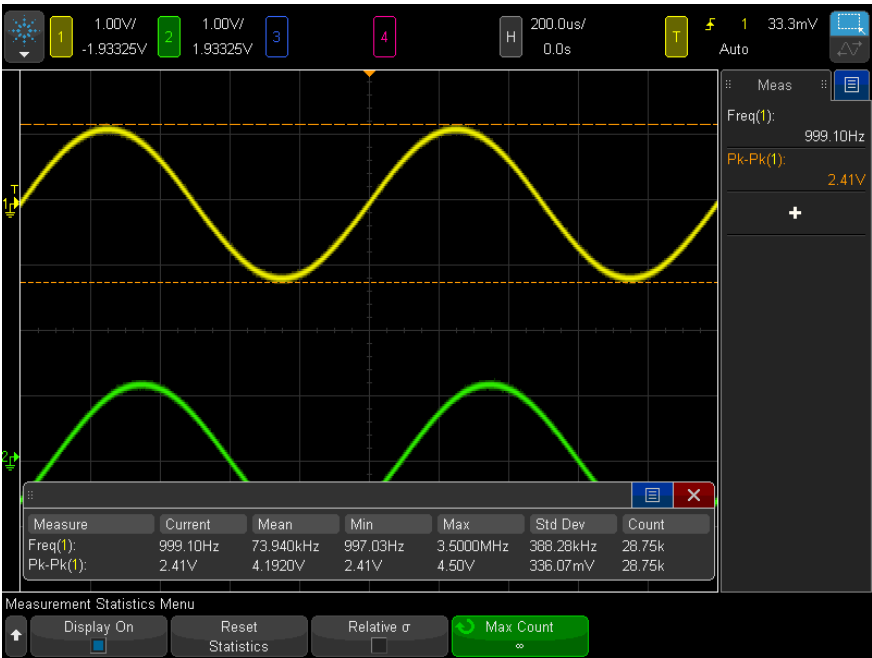 1 1.00V/ 2 1.00V/ 3 4 H 200.0us/ T 1 33.3mV
-1.93325V 1.93325V 0.0s Auto
Meas
Freq(1):
999.10Hz
Pk-Pk(1):
2.41V
+
T
1
2
Measure Current Mean Min Max Std Dev Count
Freq(1): 999.10Hz 73.940kHz 997.03Hz 3.5000MHz 388.28kHz 28.75k
Pk-Pk(1): 2.41V 4.1920V 2.41V 4.50V 336.07mV 28.75k
Measurement Statistics Menu
Display On Reset Relative σ Max Count
Statistics ∞